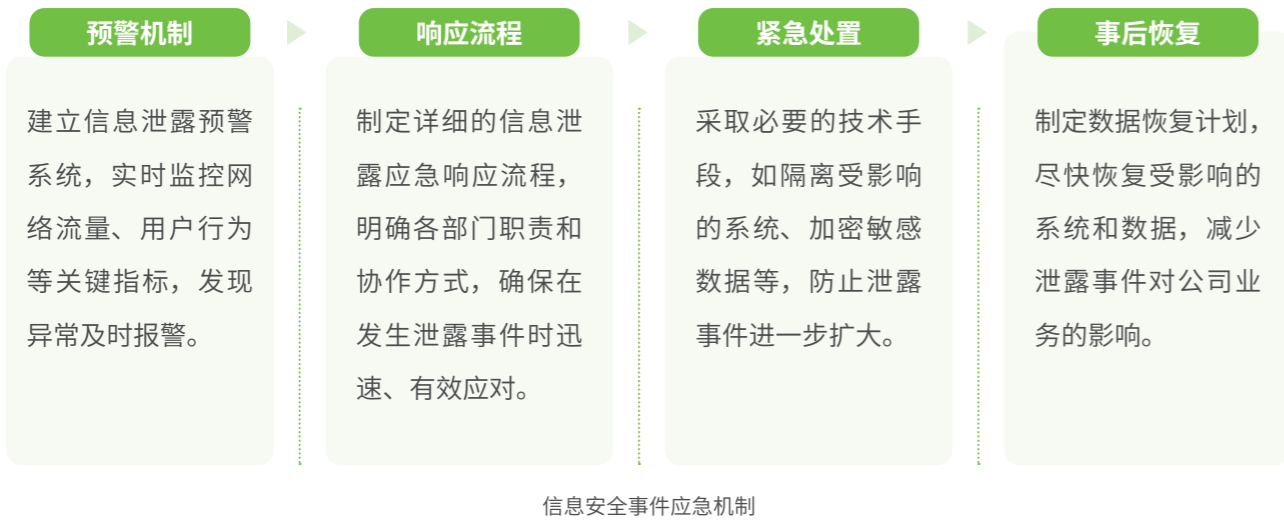 预警机制
建立信息泄露预警
系统，实时监控网
络流量、用户行为
等关键指标，发现
异常及时报警。
响应流程
制定详细的信息泄
露应急响应流程，
明确各部门职责和
协作方式，确保在
发生泄露事件时迅
速、有效应对。
紧急处置
采取必要的技术手
段，如隔离受影响
的系统、加密敏感
数据等，防止泄露
事件进一步扩大。
事后恢复
制定数据恢复计划，
尽快恢复受影响的
系统和数据，减少
泄露事件对公司业
务的影响。
信息安全事件应急机制